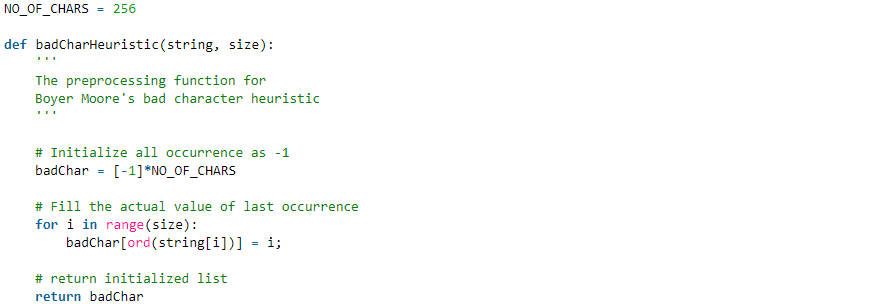 NO_OF_CHARS = 256
def badCharHeuristic(string, size):
'''
The preprocessing function for
Boyer Moore's bad character heuristic
'''
# Initialize all occurrence as -1
badChar = [-1]*NO_OF_CHARS
# Fill the actual value of last occurrence
for i in range(size):
badChar[ord(string[i])] = i;
# return initialized list
return badChar